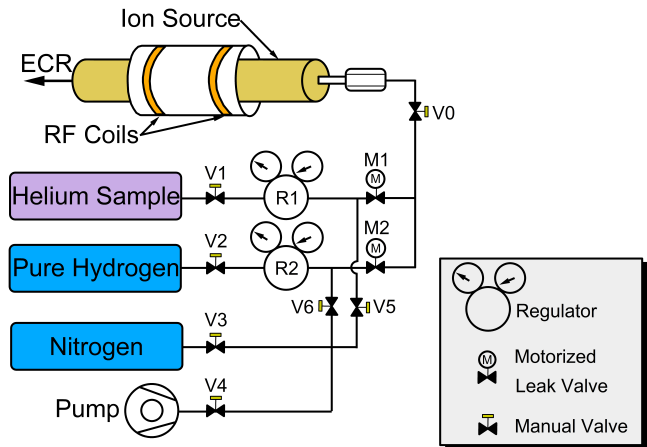 Ion Source
ECR
RF Coils
V0
V1
M1
M
Helium Sample
R1
V2
M2
M
Pure Hydrogen
R2
V6
V5
V3
Nitrogen
V4
Pump
Regulator
M
Motorized
Leak Valve
Manual Valve